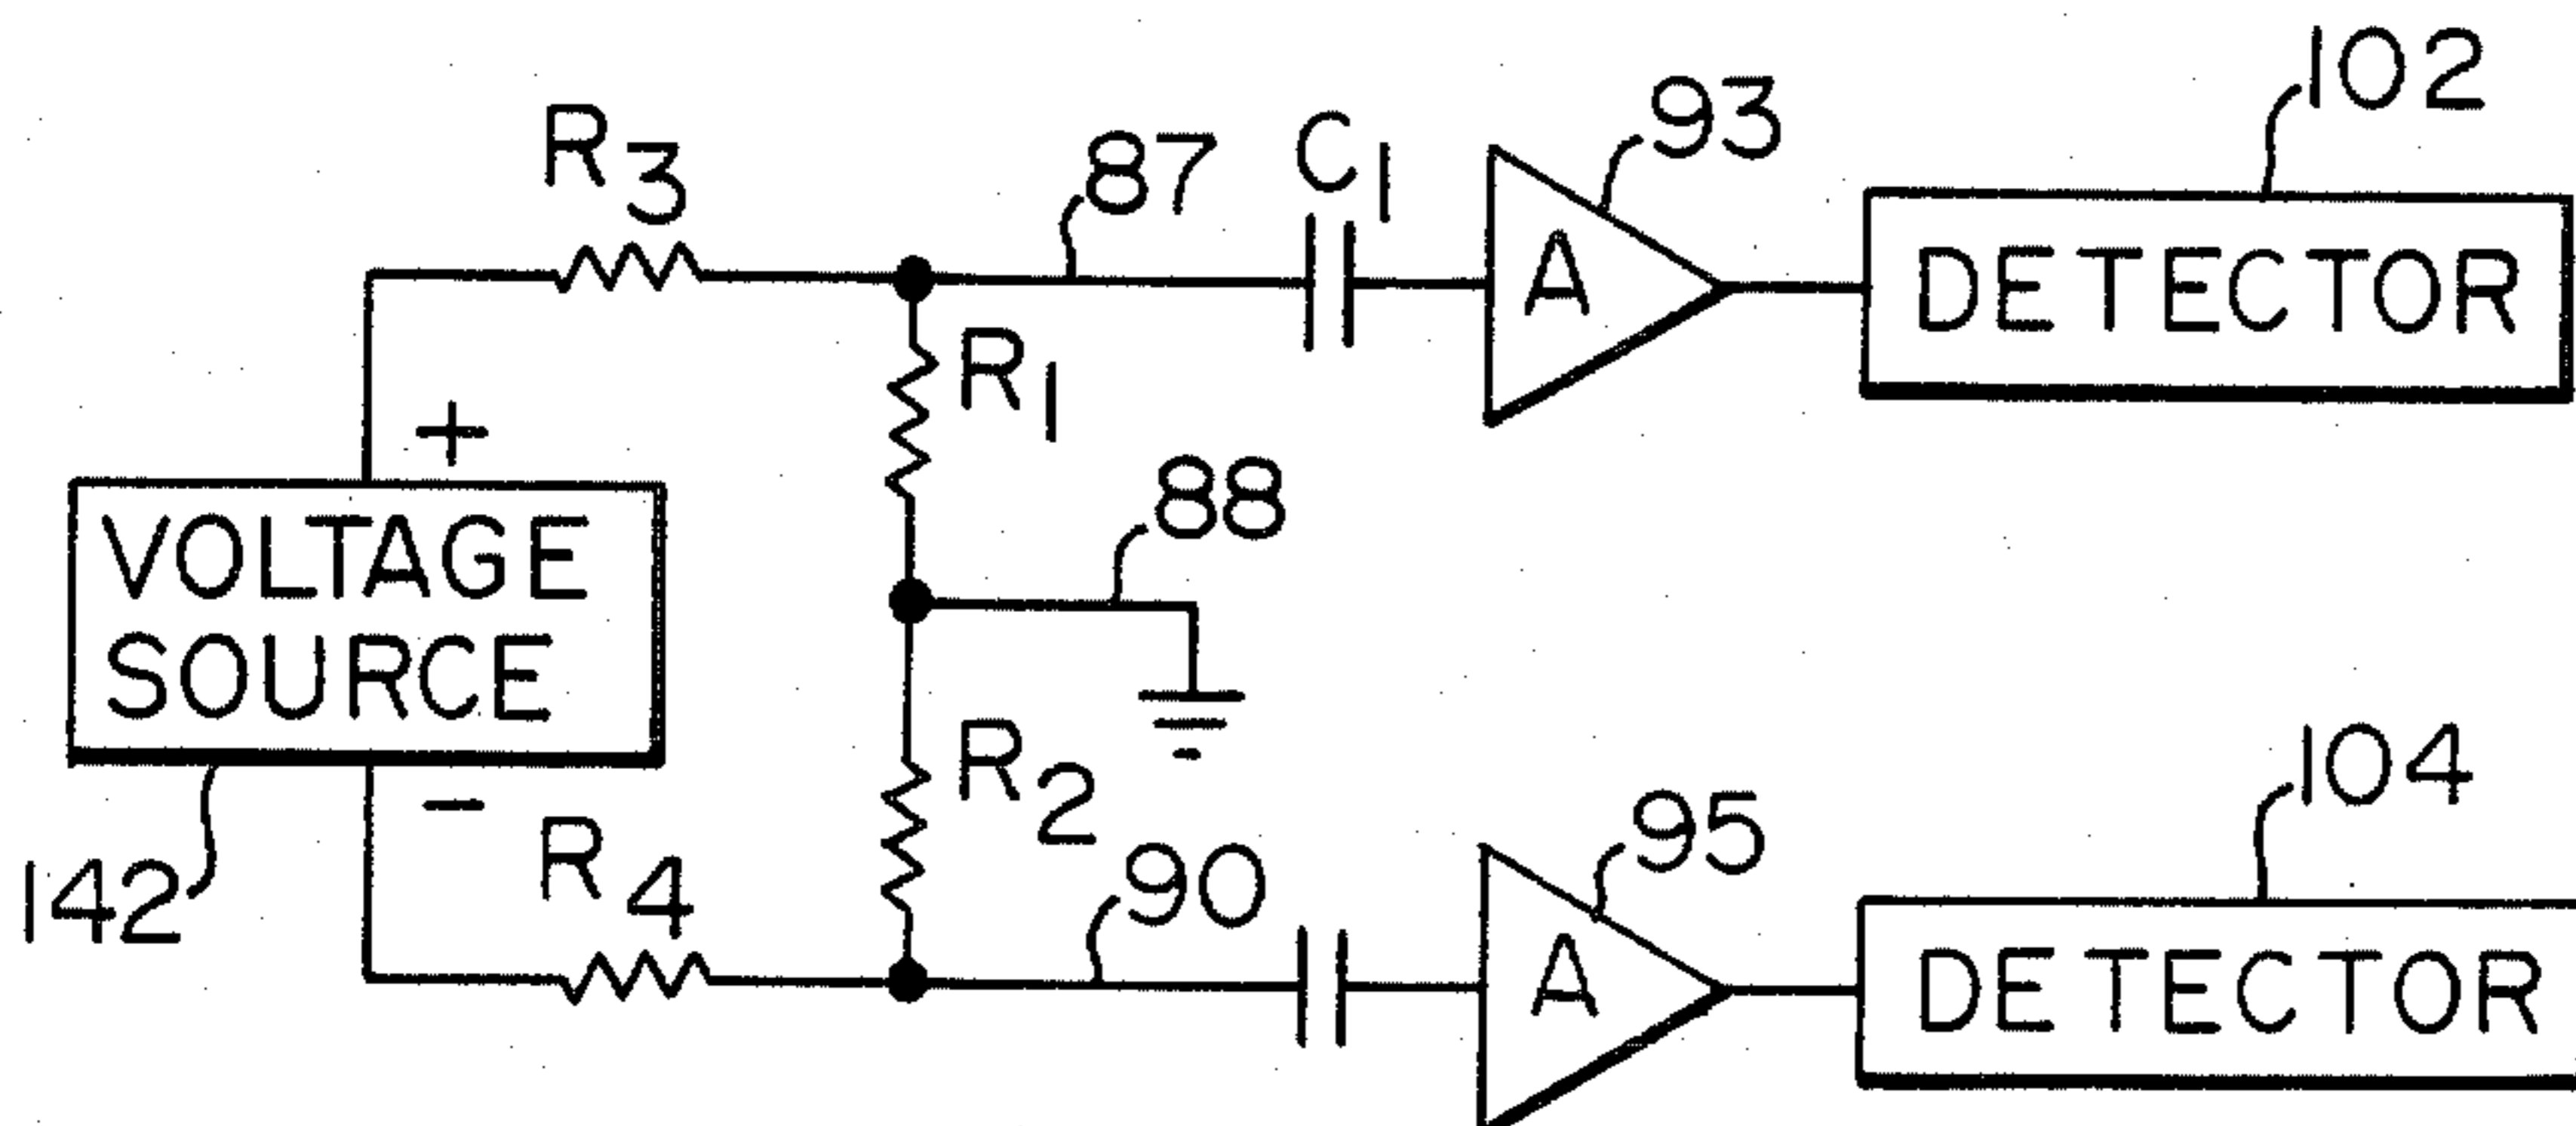 102
93
R3
87
C1
A
DETECTOR
R1
+
88
VOLTAGE
SOURCE
R2
104
95
−
R4
90
142
A
DETECTOR